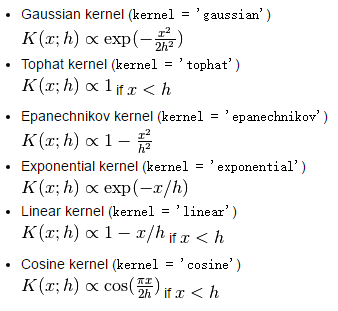 • Gaussian kernel (kernel = 'gaussian')
K(x; h) ∝ exp(−x²/2h²)
• Tophat kernel (kernel = 'tophat')
K(x; h) ∝ 1 if x < h
• Epanechnikov kernel (kernel = 'epanechnikov')
K(x; h) ∝ 1 − x²/h²
• Exponential kernel (kernel = 'exponential')
K(x; h) ∝ exp(−x/h)
• Linear kernel (kernel = 'linear')
K(x; h) ∝ 1 − x/h if x < h
• Cosine kernel (kernel = 'cosine')
K(x; h) ∝ cos(πx/2h) if x < h